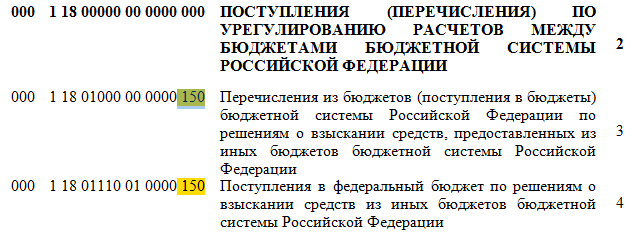 000 1 18 00000 00 0000 000 ПОСТУПЛЕНИЯ (ПЕРЕЧИСЛЕНИЯ) ПО
УРЕГУЛИРОВАНИЮ РАСЧЕТОВ МЕЖДУ
БЮДЖЕТАМИ БЮДЖЕТНОЙ СИСТЕМЫ 2
РОССИЙСКОЙ ФЕДЕРАЦИИ
000 1 18 01000 00 0000 150 Перечисления из бюджетов (поступления в бюджеты)
бюджетной системы Российской Федерации по
решениям о взыскании средств, предоставленных из 3
иных бюджетов бюджетной системы Российской
Федерации
000 1 18 01110 01 0000 150 Поступления в федеральный бюджет по решениям о
взыскании средств из иных бюджетов бюджетной 4
системы Российской Федерации